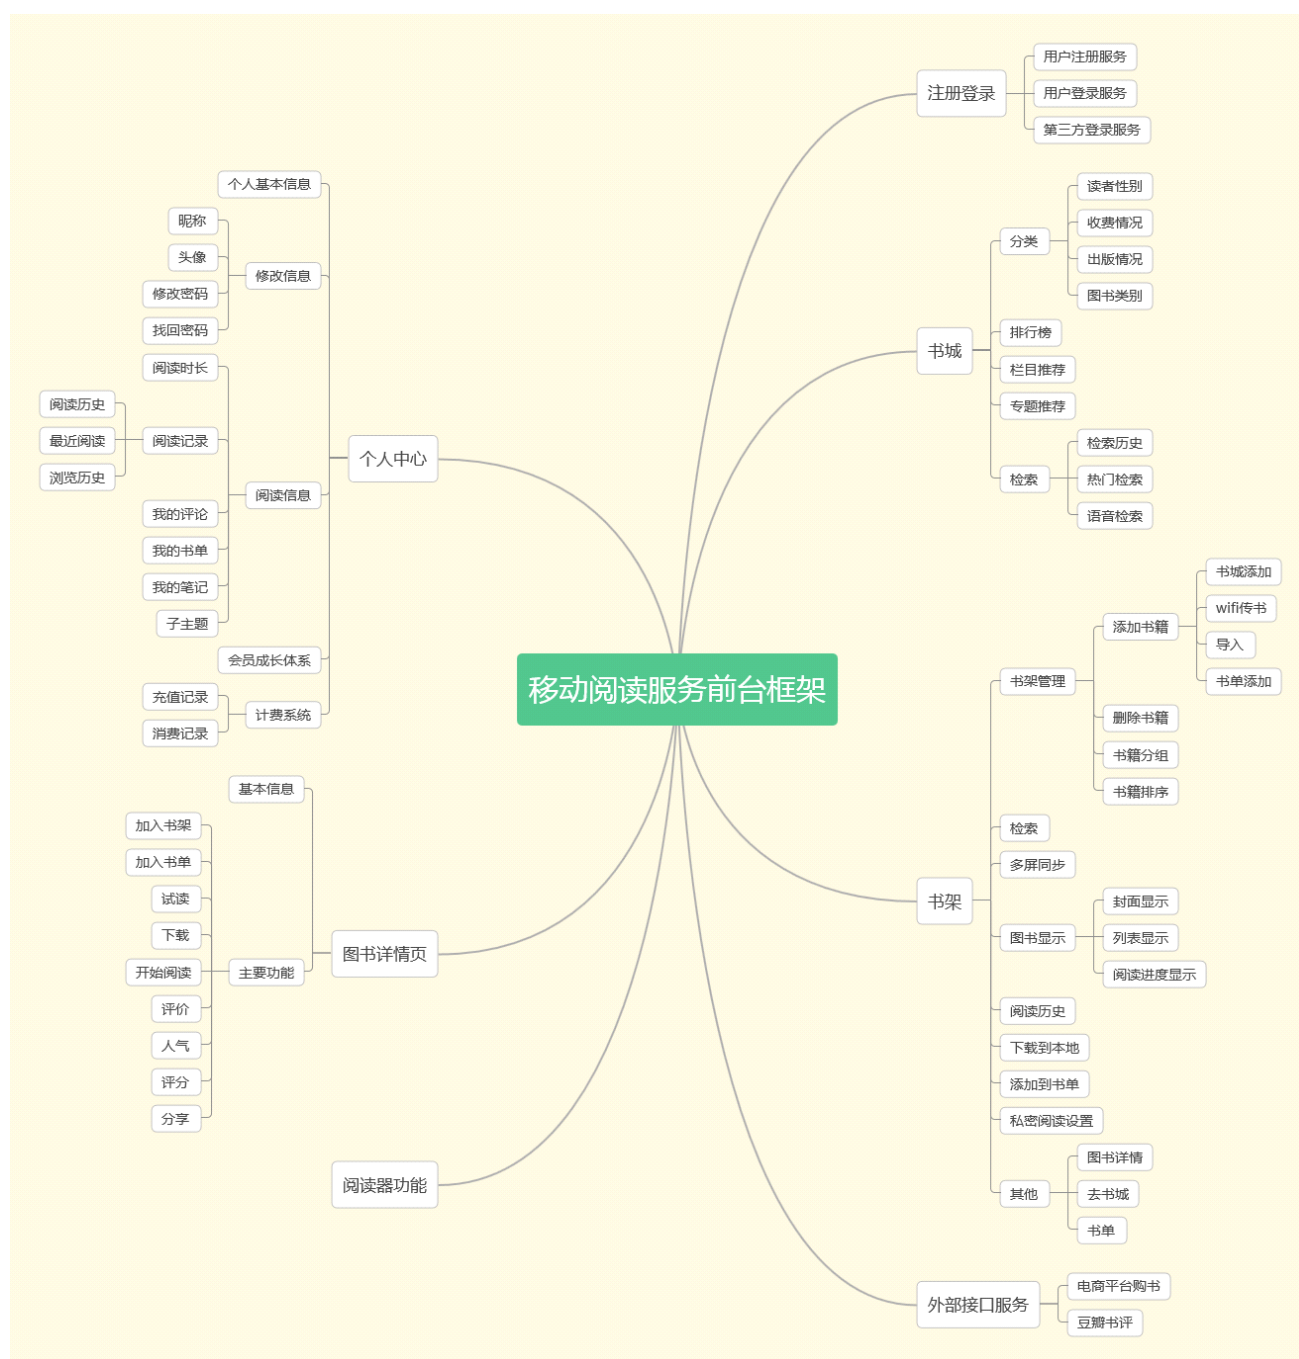 移动阅读服务前台框架
注册登录
用户注册服务
用户登录服务
第三方登录服务
书城
分类
读者性别
收费情况
出版情况
图书类别
排行榜
栏目推荐
专题推荐
检索
检索历史
热门检索
语音检索
书架
书架管理
添加书籍
书城添加
wifi传书
导入
书单添加
删除书籍
书籍分组
书籍排序
检索
多屏同步
图书显示
封面显示
列表显示
阅读进度显示
阅读历史
下载到本地
添加到书单
私密阅读设置
其他
图书详情
去书城
书单
外部接口服务
电商平台购书
豆瓣书评
个人中心
个人基本信息
修改信息
昵称
头像
修改密码
找回密码
阅读信息
阅读时长
阅读记录
阅读历史
最近阅读
浏览历史
我的评论
我的书单
我的笔记
子主题
会员成长体系
计费系统
充值记录
消费记录
图书详情页
基本信息
主要功能
加入书架
加入书单
试读
下载
开始阅读
评价
人气
评分
分享
阅读器功能